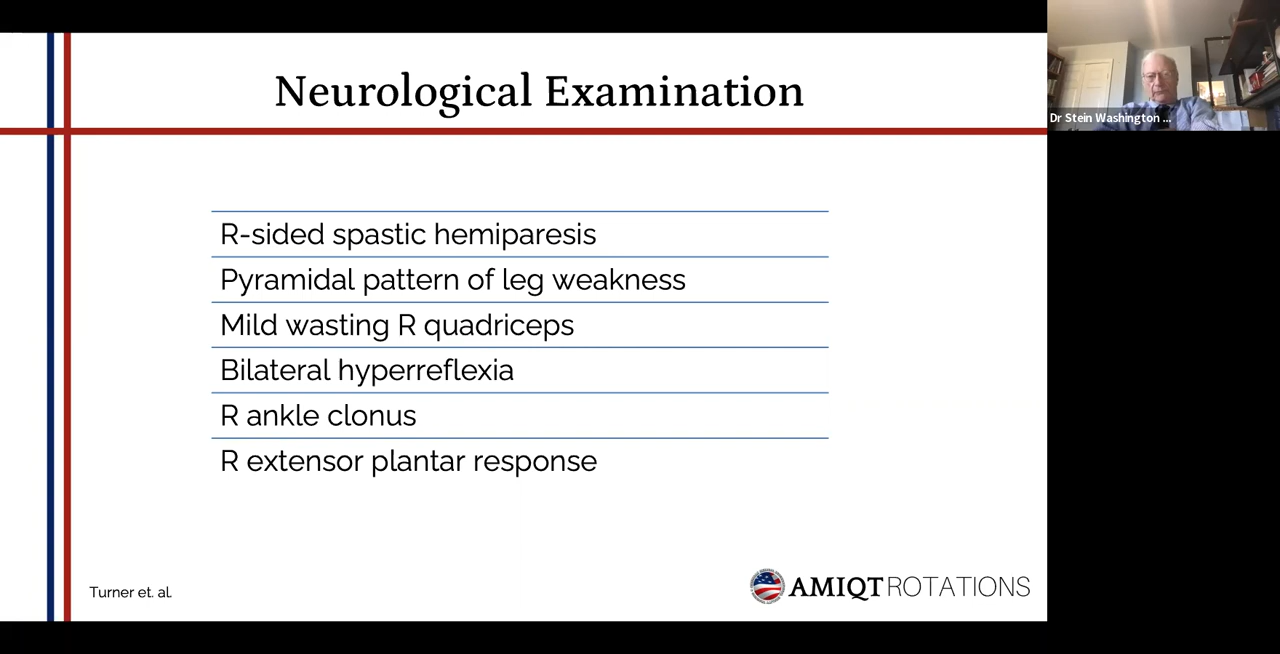 Neurological Examination
Dr Stein Washington ...
R-sided spastic hemiparesis
Pyramidal pattern of leg weakness
Mild wasting R quadriceps
Bilateral hyperreflexia
R ankle clonus
R extensor plantar response
Turner et. al.
AMIQT ROTATIONS